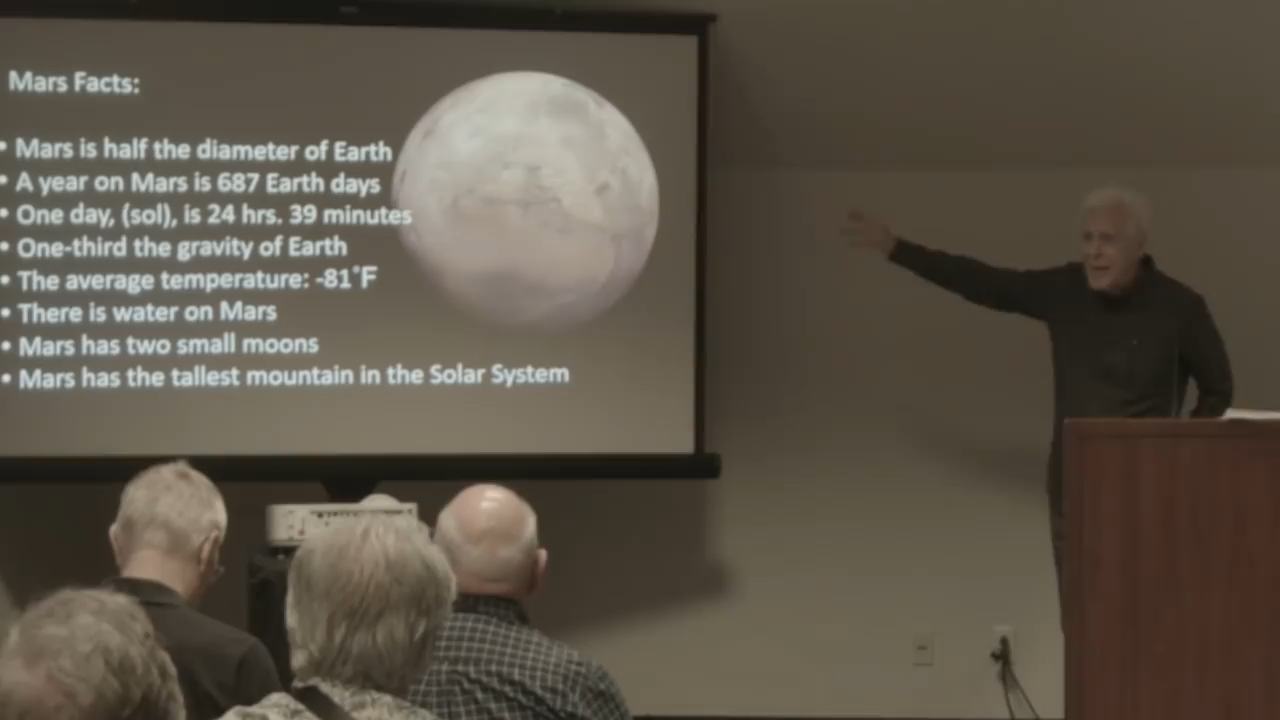 Mars Facts:
• Mars is half the diameter of Earth
• A year on Mars is 687 Earth days
• One day, (sol), is 24 hrs. 39 minutes
• One-third the gravity of Earth
• The average temperature: -81°F
• There is water on Mars
• Mars has two small moons
• Mars has the tallest mountain in the Solar System